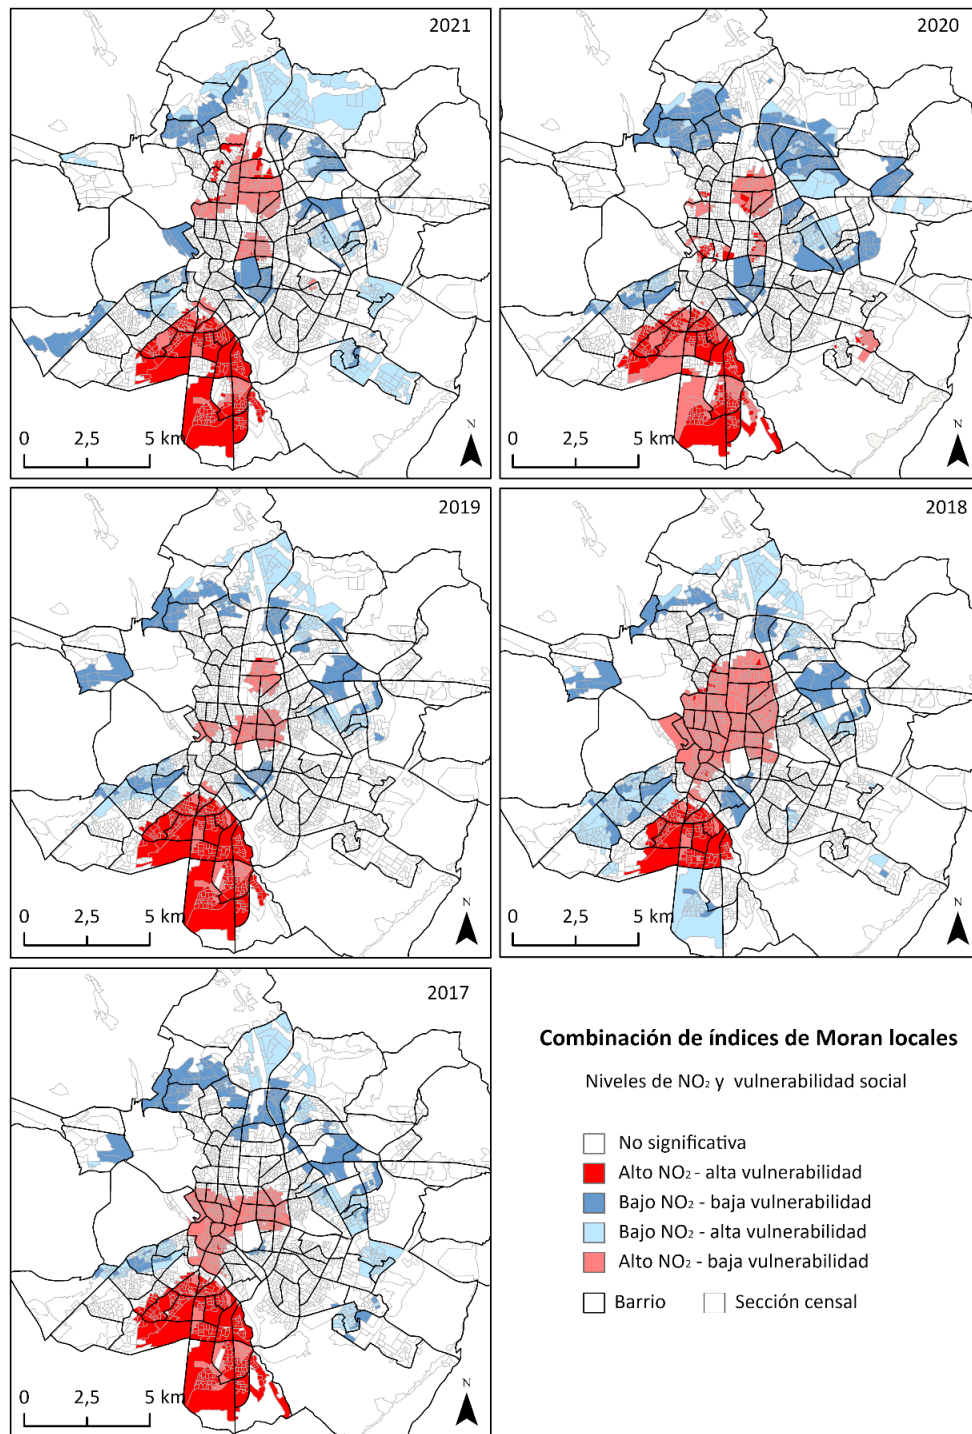 2021
N
0 2,5 5 km
2020
N
0 2,5 5 km
2019
N
0 2,5 5 km
2018
N
0 2,5 5 km
2017
N
0 2,5 5 km
Combinación de índices de Moran locales
Niveles de NO₂ y vulnerabilidad social
No significativa
Alto NO₂ - alta vulnerabilidad
Bajo NO₂ - baja vulnerabilidad
Bajo NO₂ - alta vulnerabilidad
Alto NO₂ - baja vulnerabilidad
Barrio Sección censal